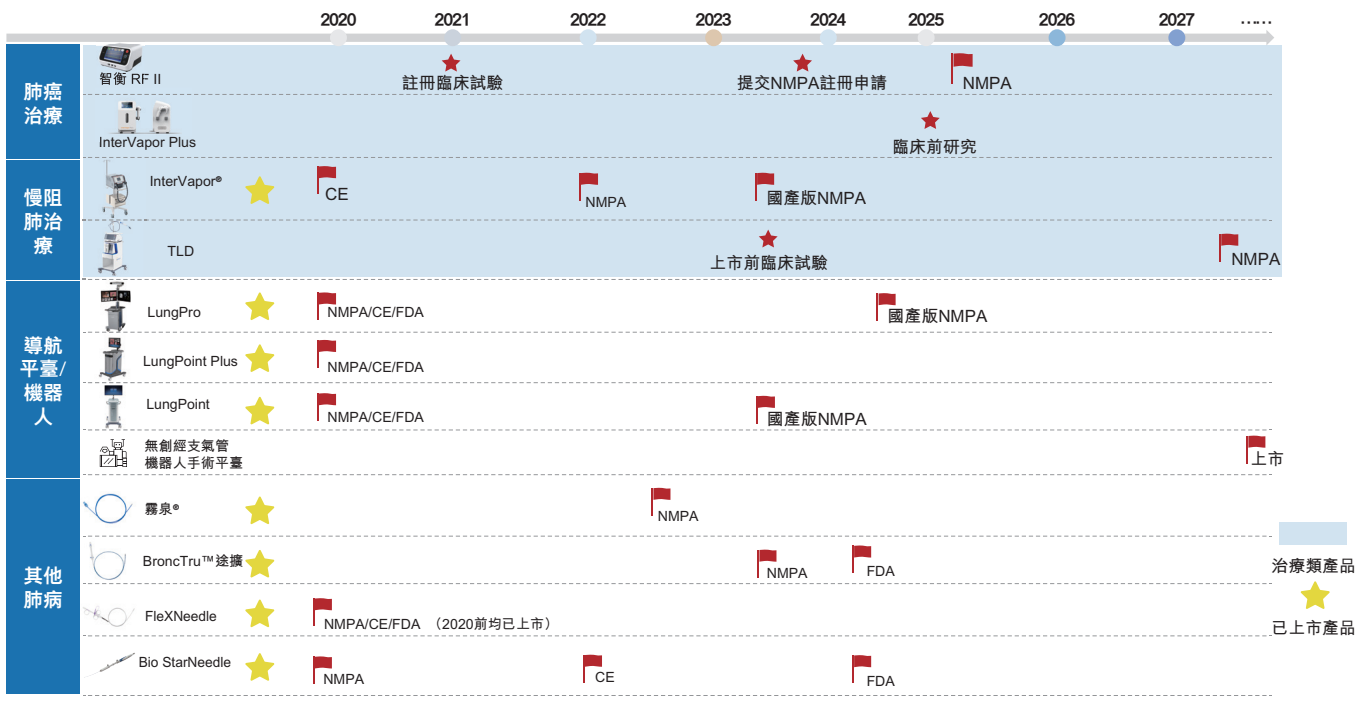 2020 2021 2022 2023 2024 2025 2026 2027 ……
肺癌
治療
智衡 RF II
註冊臨床試驗
提交NMPA註冊申請
NMPA
InterVapor Plus
臨床前研究
慢阻
肺治
療
InterVapor®
CE
NMPA
國產版NMPA
TLD
上市前臨床試驗
NMPA
導航
平臺/
機器
人
LungPro
NMPA/CE/FDA
國產版NMPA
LungPoint Plus
NMPA/CE/FDA
LungPoint
NMPA/CE/FDA
國產版NMPA
無創經支氣管
機器人手術平臺
上市
其他
肺病
霧泉®
NMPA
BroncTru™途擴
NMPA
FDA
FleXNeedle
NMPA/CE/FDA （2020前均已上市）
Bio StarNeedle
NMPA
CE
FDA
治療類產品
已上市產品